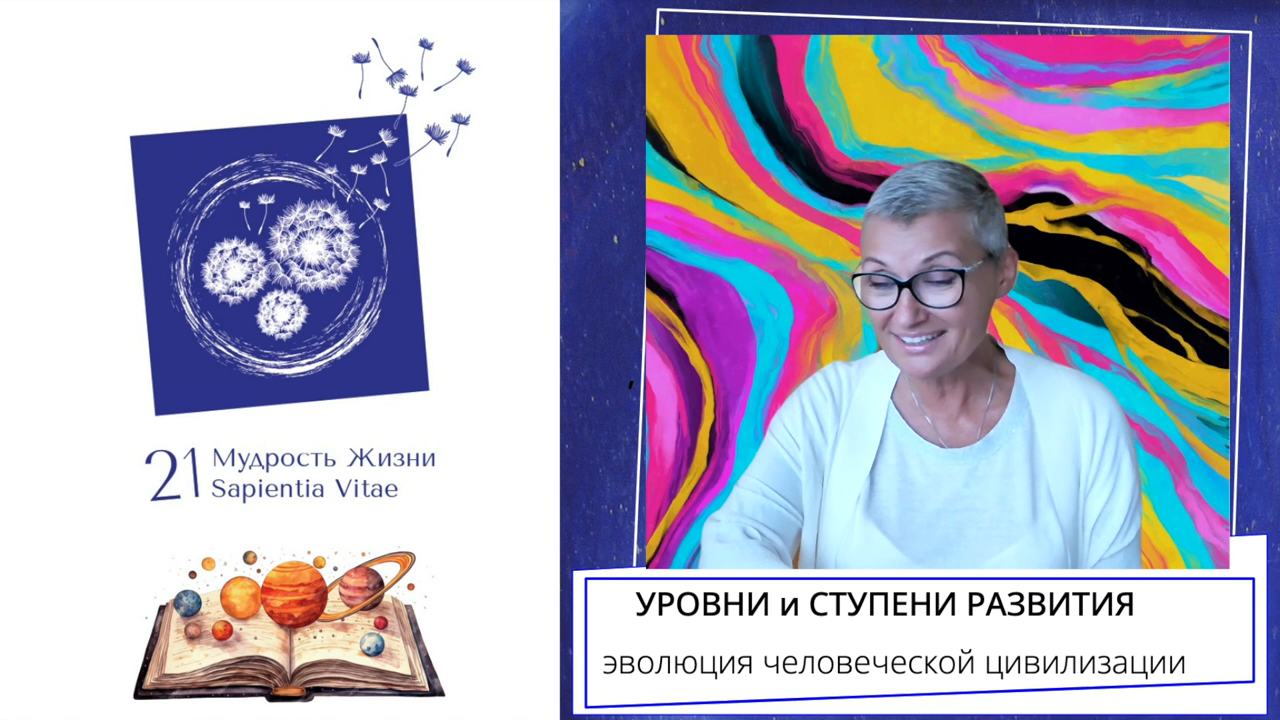 21 Мудрость Жизни
Sapientia Vitae
УРОВНИ и СТУПЕНИ РАЗВИТИЯ
эволюция человеческой цивилизации